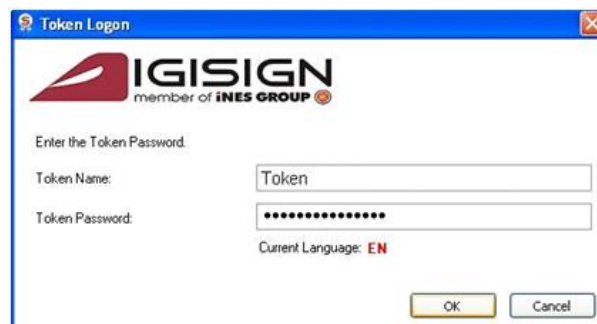 Token Logon
IGISIGN
member of iNES GROUP
Enter the Token Password.
Token Name: Token
Token Password: •••••••••••••••
Current Language: EN
OK Cancel